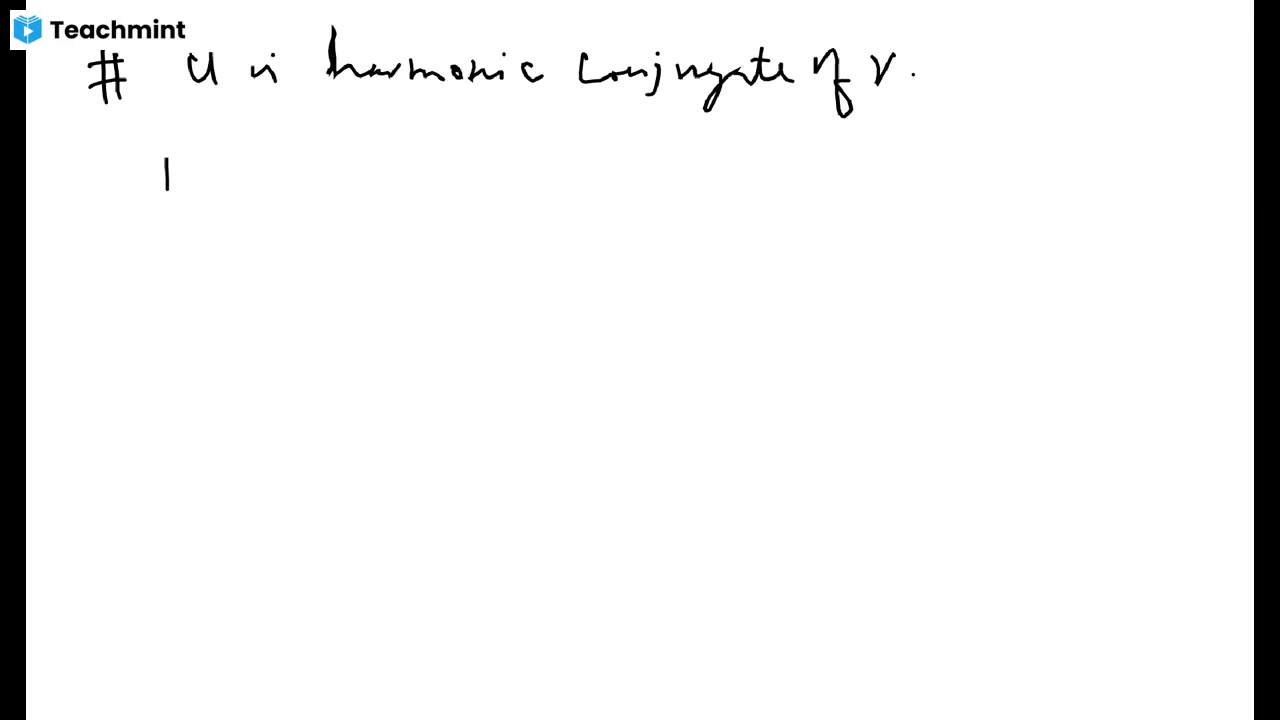 Teachmint
# U is harmonic conjugate of V.